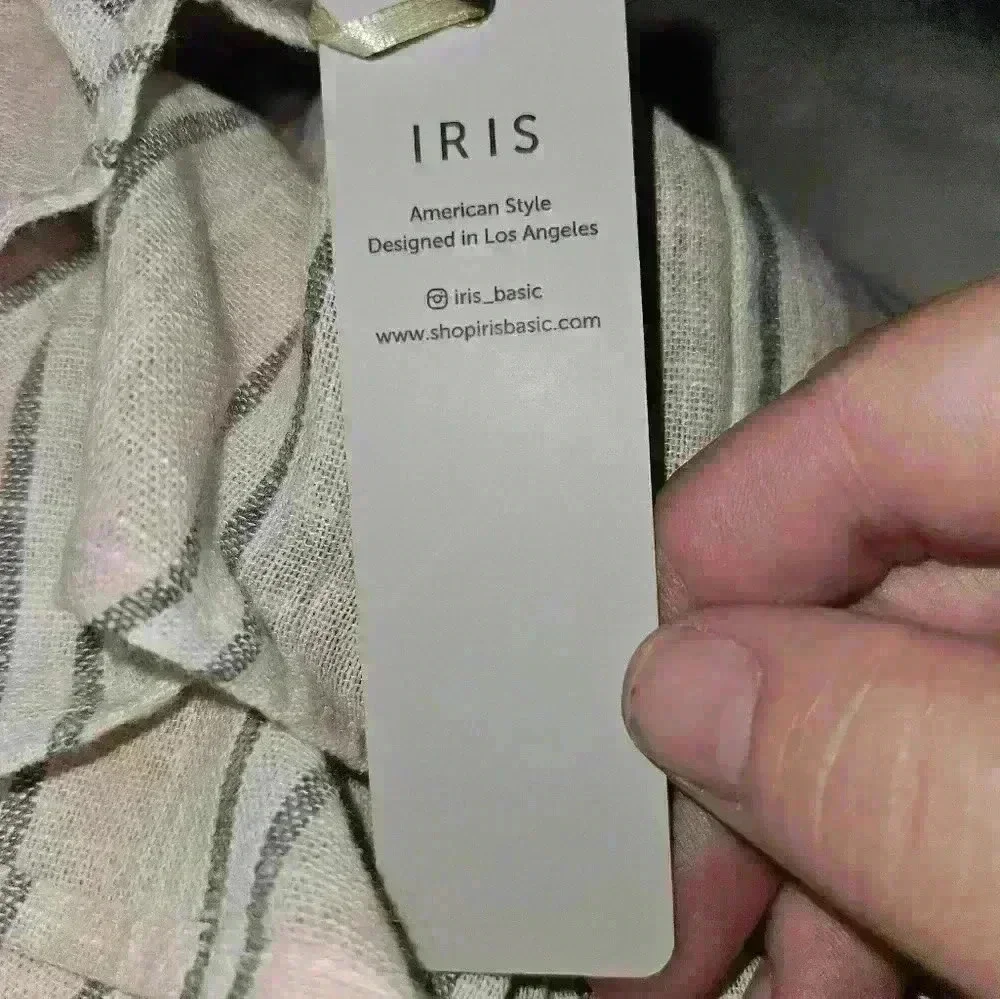 IRIS
American Style
Designed in Los Angeles
iris_basic
www.shopirisbasic.com